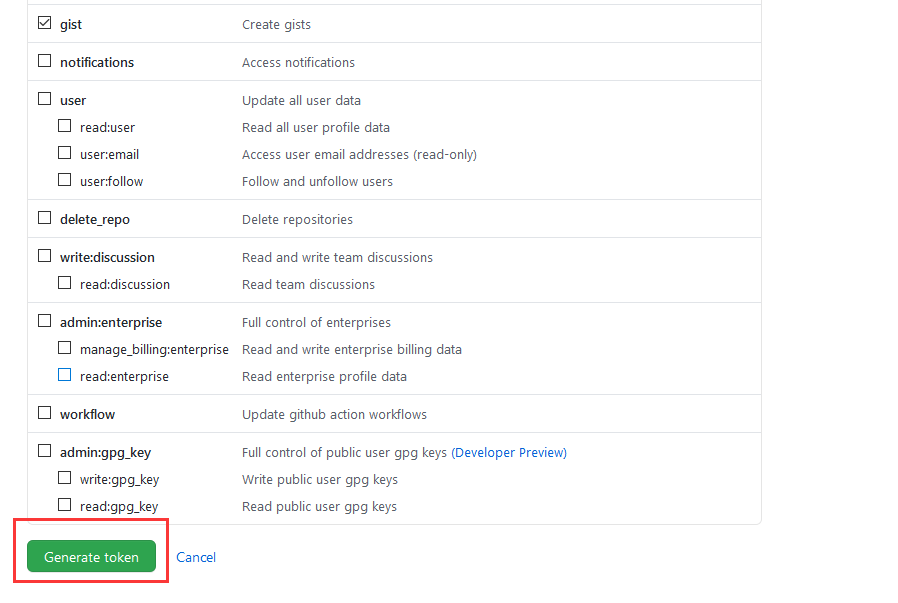 gist Create gists
notifications Access notifications
user Update all user data
read:user Read all user profile data
user:email Access user email addresses (read-only)
user:follow Follow and unfollow users
delete_repo Delete repositories
write:discussion Read and write team discussions
read:discussion Read team discussions
admin:enterprise Full control of enterprises
manage_billing:enterprise Read and write enterprise billing data
read:enterprise Read enterprise profile data
workflow Update github action workflows
admin:gpg_key Full control of public user gpg keys (Developer Preview)
write:gpg_key Write public user gpg keys
read:gpg_key Read public user gpg keys
Generate token Cancel